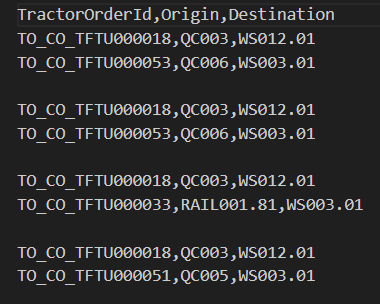 TractorOrderId,Origin,Destination
TO_CO_TFTU000018,QC003,WS012.01
TO_CO_TFTU000053,QC006,WS003.01
TO_CO_TFTU000018,QC003,WS012.01
TO_CO_TFTU000053,QC006,WS003.01
TO_CO_TFTU000018,QC003,WS012.01
TO_CO_TFTU000033,RAIL001.81,WS003.01
TO_CO_TFTU000018,QC003,WS012.01
TO_CO_TFTU000051,QC005,WS003.01